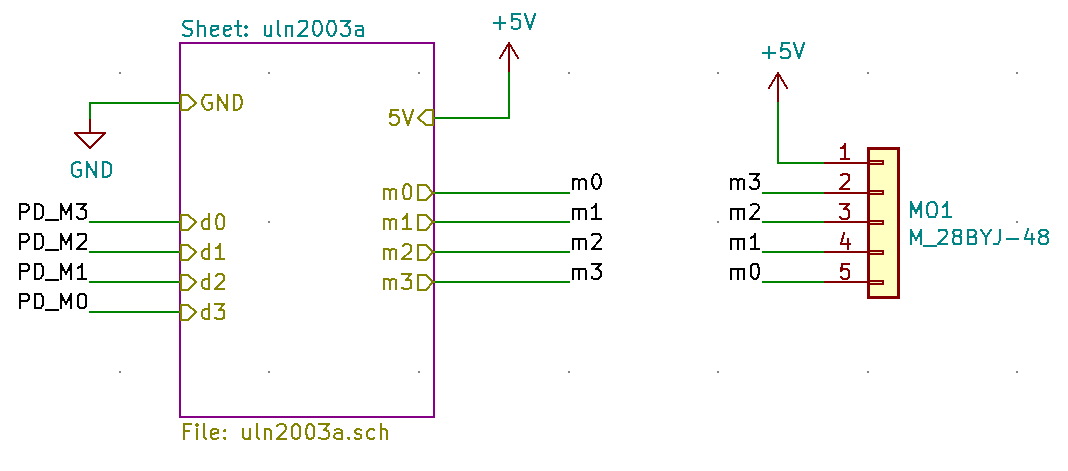 Sheet: uln2003a
+5V
+5V
GND
5V
GND
1
m0
m0
m3
2
PD_M3
d0
m1
m1
m2
3
MO1
PD_M2
d1
m2
m2
m1
4
M_28BYJ-48
PD_M1
d2
m3
m3
m0
5
PD_M0
d3
File: uln2003a.sch